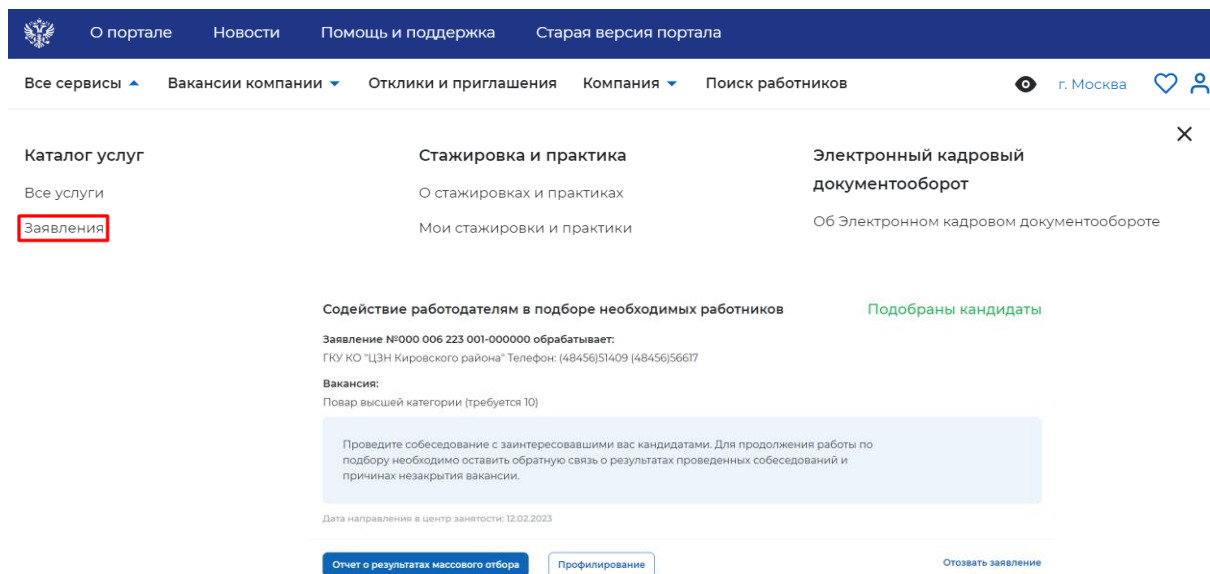 О портале Новости Помощь и поддержка Старая версия портала
Все сервисы Вакансии компании Отклики и приглашения Компания Поиск работников г. Москва
Каталог услуг
Все услуги
Заявления
Стажировка и практика
О стажировках и практиках
Мои стажировки и практики
Электронный кадровый
документооборот
Об Электронном кадровом документообороте
Содействие работодателям в подборе необходимых работников Подобраны кандидаты
Заявление №000 006 223 001-000000 обрабатывает:
ГКУ КО "ЦЗН Кировского района" Телефон: (48456)51409 (48456)56617
Вакансия:
Повар высшей категории (требуется 10)
Проведите собеседование с заинтересовавшими вас кандидатами. Для продолжения работы по
подбору необходимо оставить обратную связь о результатах проведенных собеседований и
причинах незакрытия вакансии.
Дата направления в центр занятости: 12.02.2023
Отчет о результатах массового отбора Профилирование Отозвать заявление